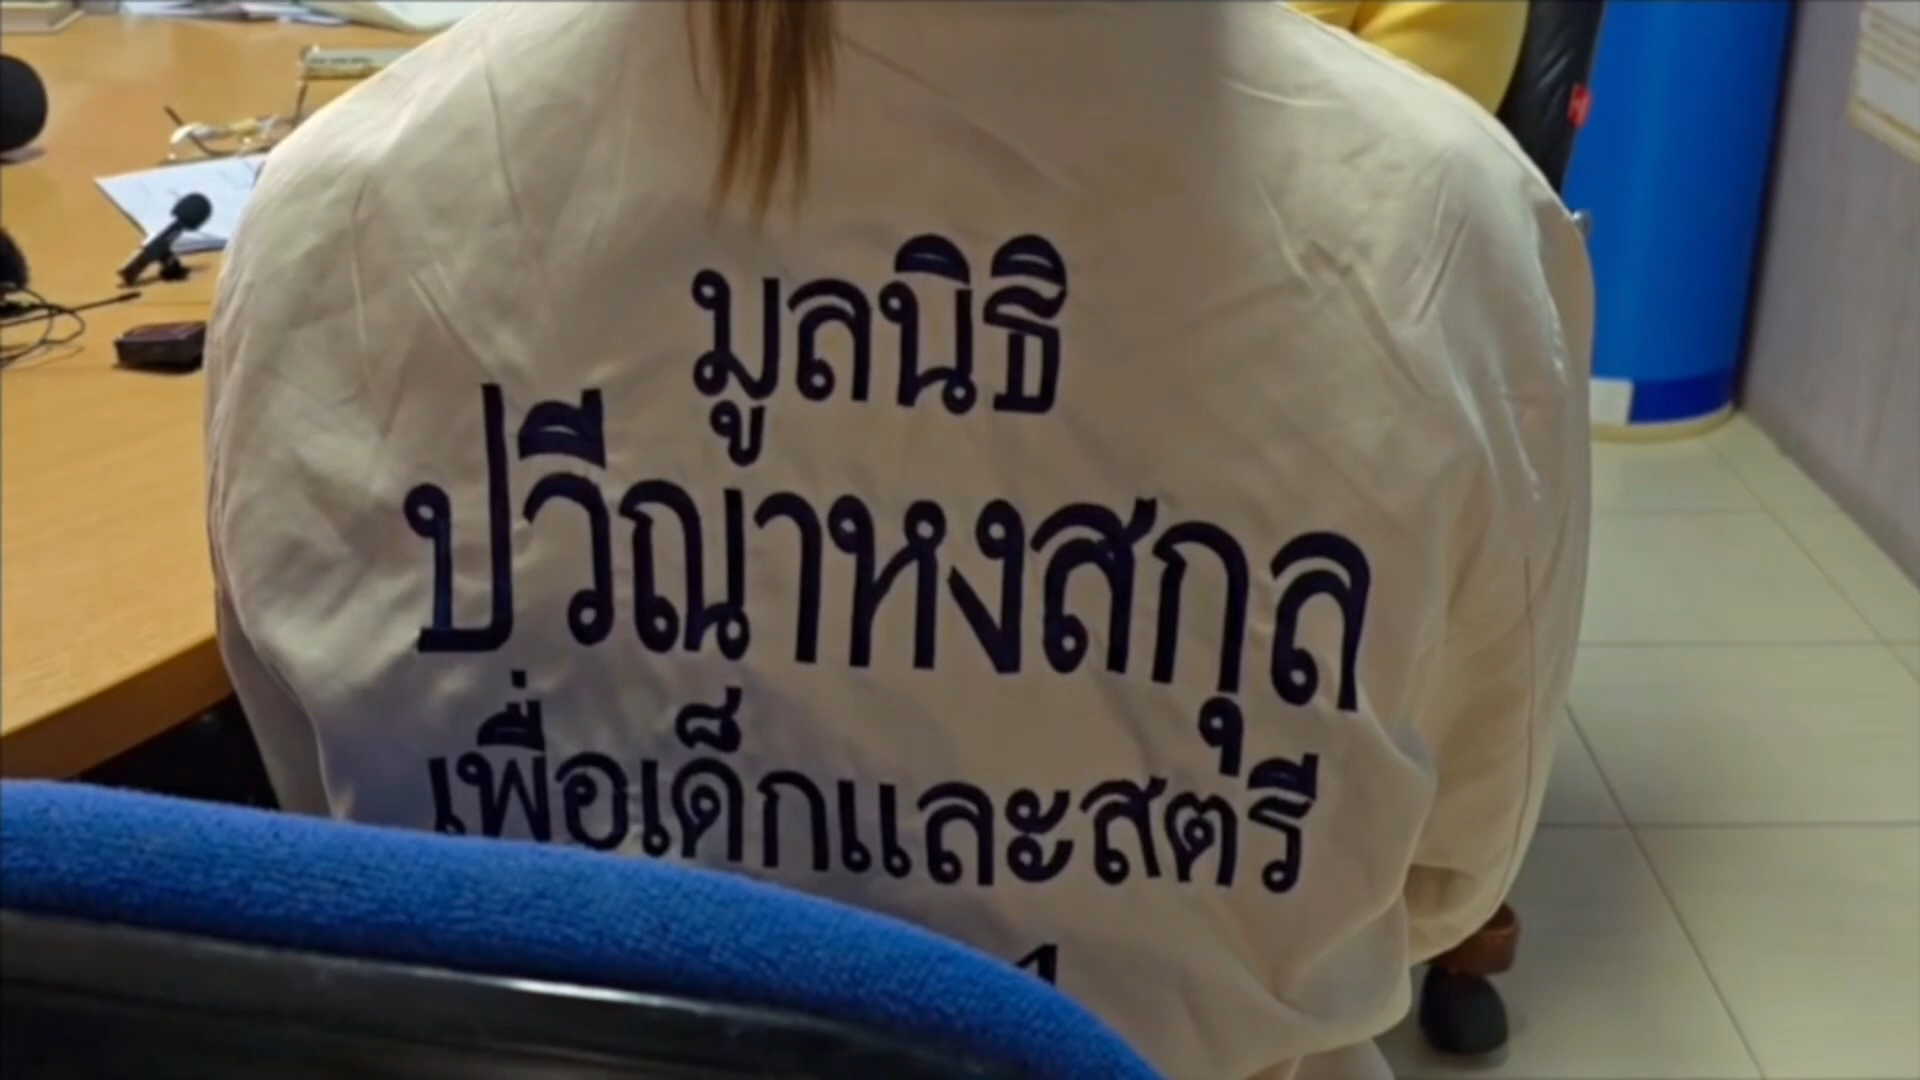 มูลนิธิ
ปวีณาหงสกุล
เพื่อเด็กและสตรี